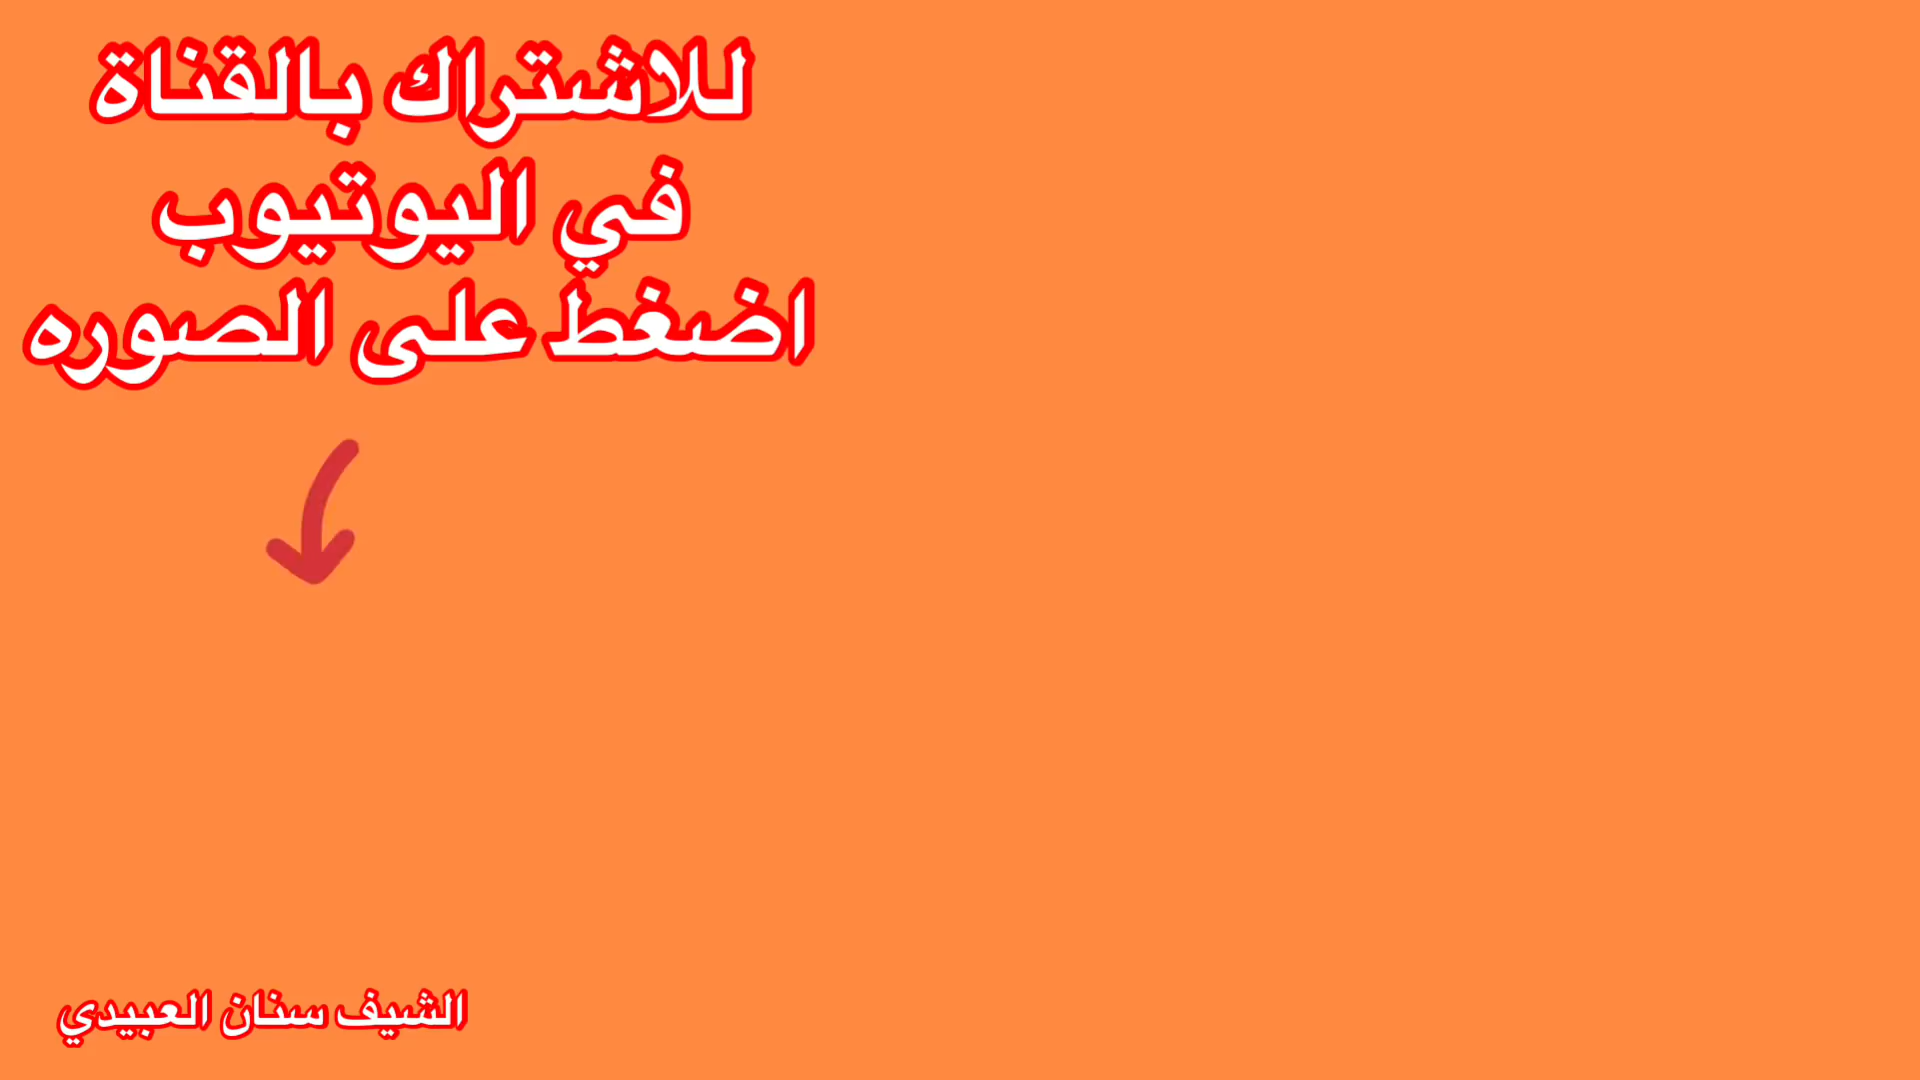 للاشتراك بالقناة
في اليوتيوب
اضغط على الصوره
الشيف سنان العبيدي